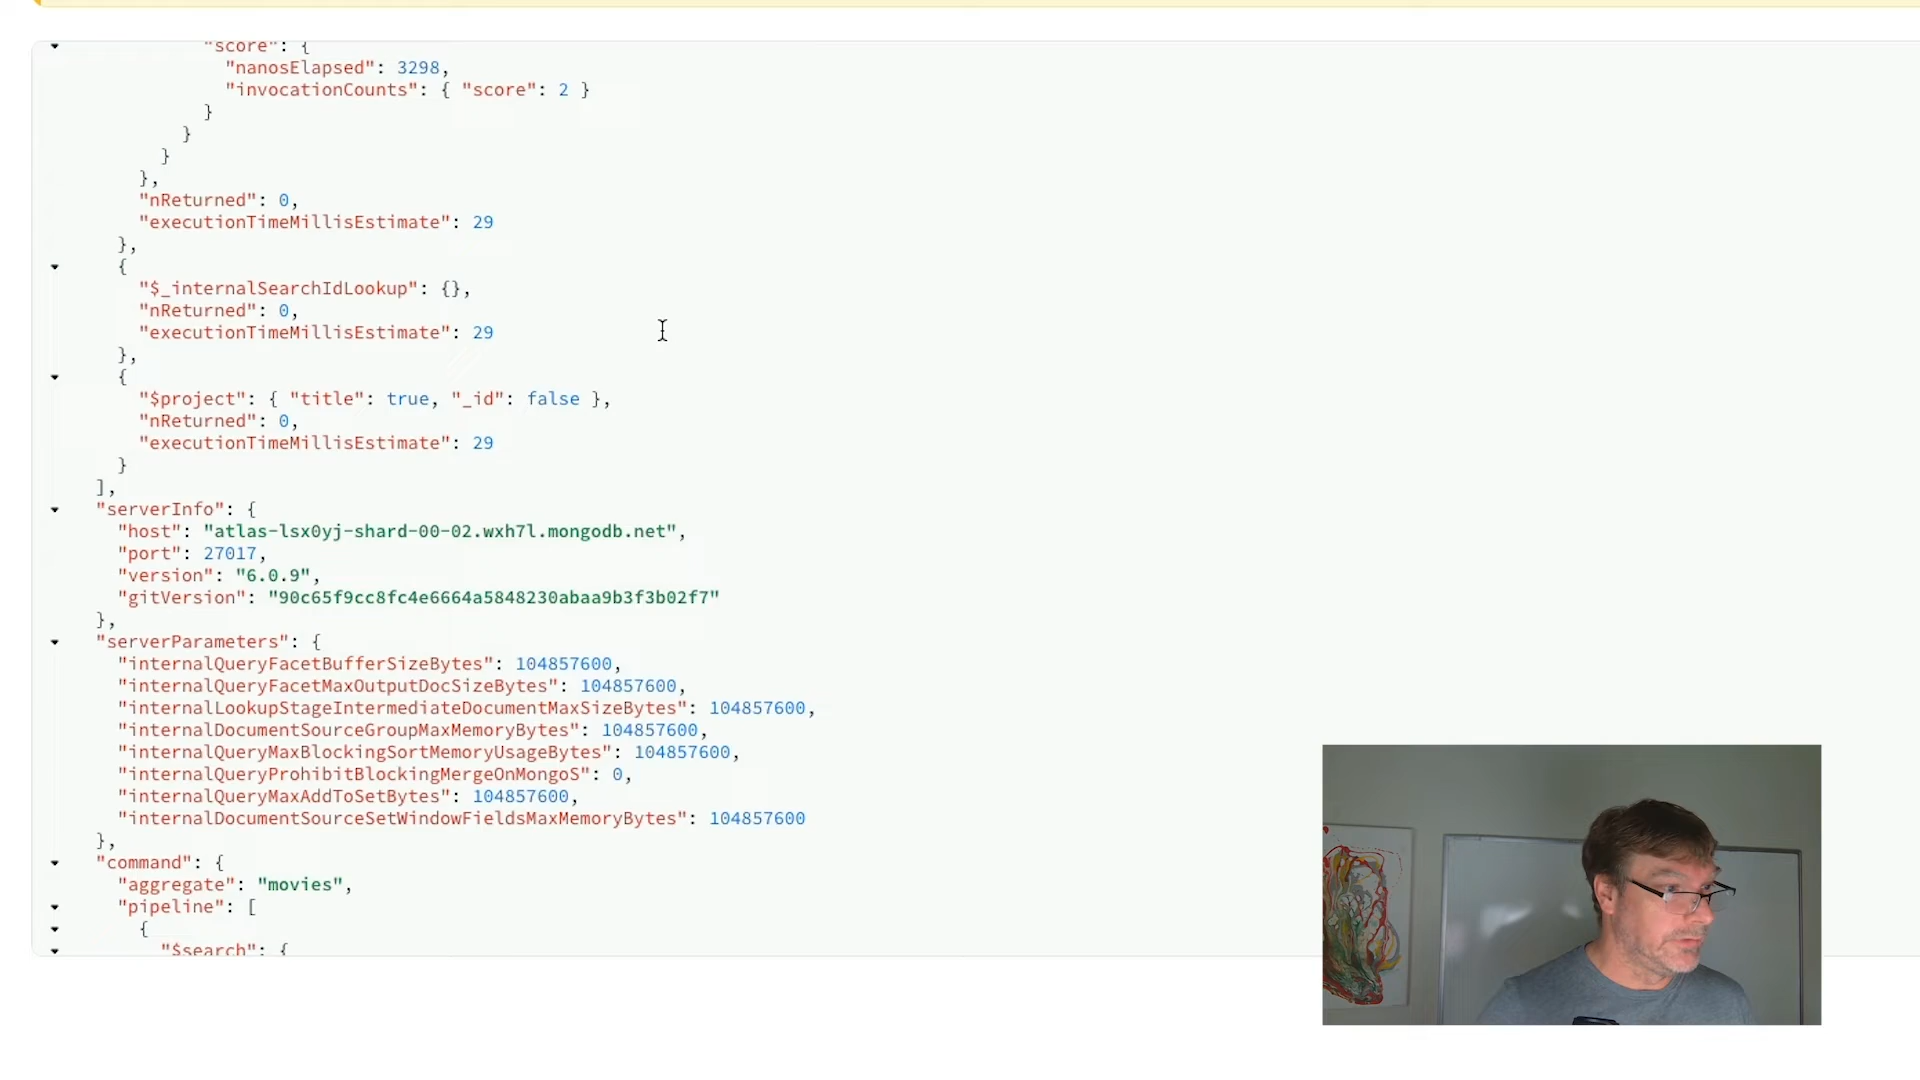 "score": {
"nanosElapsed": 3298,
"invocationCounts": { "score": 2 }
}
}
}
},
"nReturned": 0,
"executionTimeMillisEstimate": 29
},
{
"$_internalSearchIdLookup": {},
"nReturned": 0,
"executionTimeMillisEstimate": 29
},
{
"$project": { "title": true, "_id": false },
"nReturned": 0,
"executionTimeMillisEstimate": 29
}
],
"serverInfo": {
"host": "atlas-lsx0yj-shard-00-02.wxh7l.mongodb.net",
"port": 27017,
"version": "6.0.9",
"gitVersion": "90c65f9cc8fc4e6664a5848230abaa9b3f3b02f7"
},
"serverParameters": {
"internalQueryFacetBufferSizeBytes": 104857600,
"internalQueryFacetMaxOutputDocSizeBytes": 104857600,
"internalLookupStageIntermediateDocumentMaxSizeBytes": 104857600,
"internalDocumentSourceGroupMaxMemoryBytes": 104857600,
"internalQueryMaxBlockingSortMemoryUsageBytes": 104857600,
"internalQueryProhibitBlockingMergeOnMongoS": 0,
"internalQueryMaxAddToSetBytes": 104857600,
"internalDocumentSourceSetWindowFieldsMaxMemoryBytes": 104857600
},
"command": {
"aggregate": "movies",
"pipeline": [
{
"$search": {